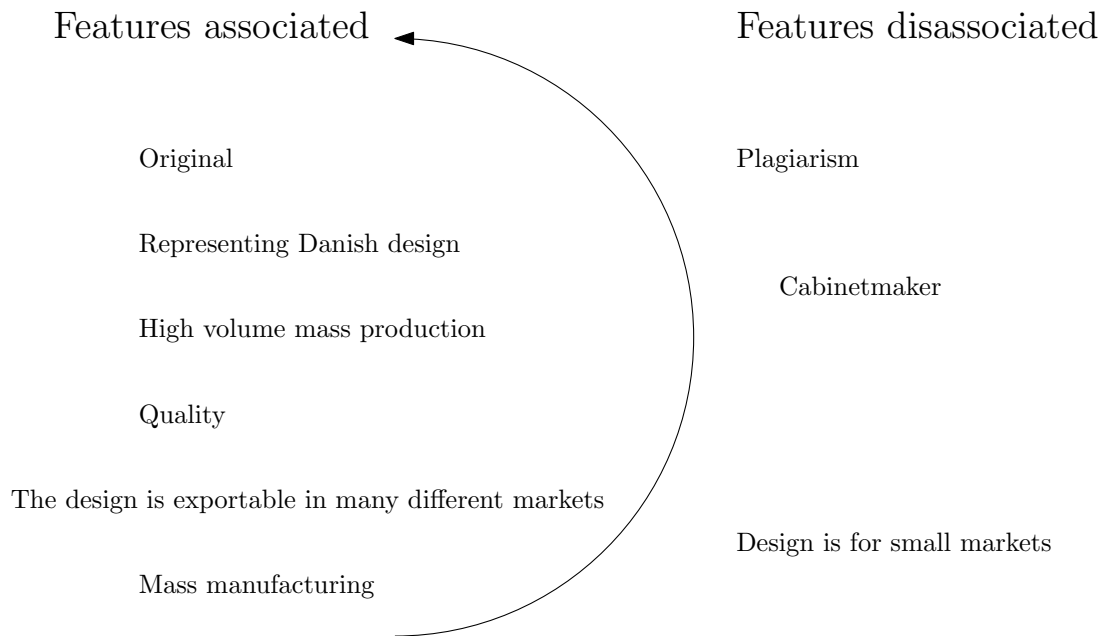 Features associated
Features disassociated
Original
Plagiarism
Representing Danish design
Cabinetmaker
High volume mass production
Quality
The design is exportable in many different markets
Design is for small markets
Mass manufacturing